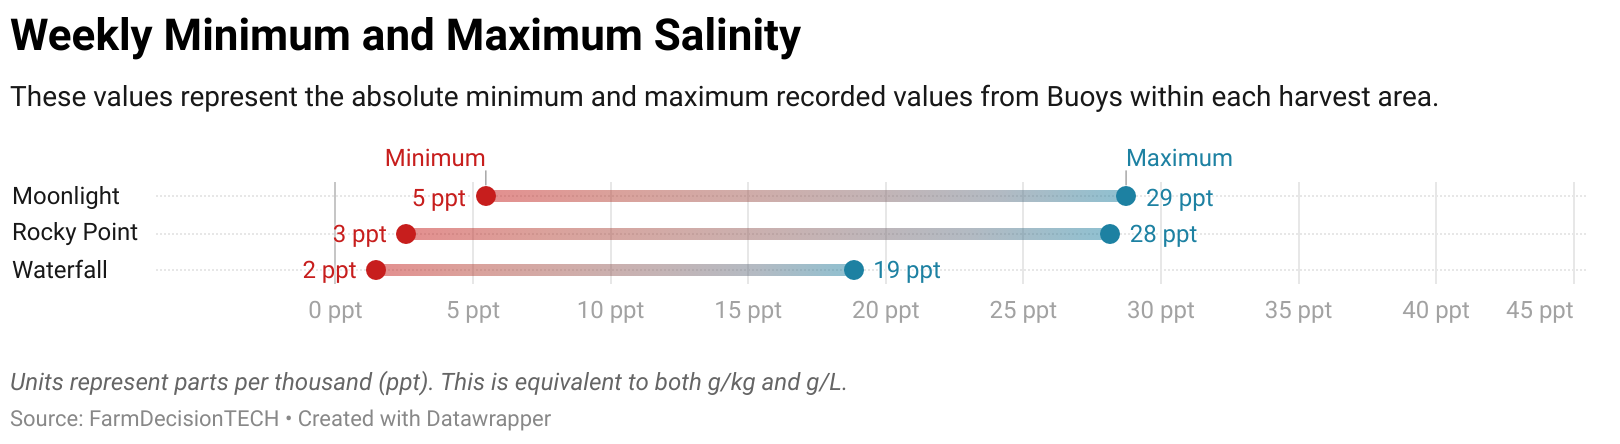 Weekly Minimum and Maximum Salinity
These values represent the absolute minimum and maximum recorded values from Buoys within each harvest area.
Minimum Maximum
Moonlight 5 ppt 29 ppt
Rocky Point 3 ppt 28 ppt
Waterfall 2 ppt 19 ppt
0 ppt 5 ppt 10 ppt 15 ppt 20 ppt 25 ppt 30 ppt 35 ppt 40 ppt 45 ppt
Units represent parts per thousand (ppt). This is equivalent to both g/kg and g/L.
Source: FarmDecisionTECH • Created with Datawrapper